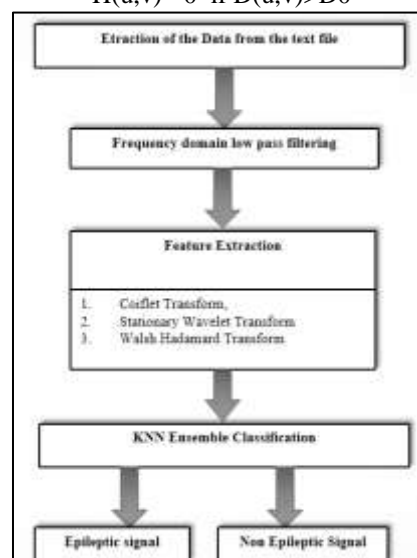 H(u,v)= 0 if D(u,v)>D0
Etraction of the Data from the text file
Frequency domain low pass filtering
Feature Extraction
1. Coiflet Transform,
2. Stationary Wavelet Transform
3. Walsh Hadamard Transform
KNN Ensemble Classification
Epileptic signal
Non Epileptic Signal